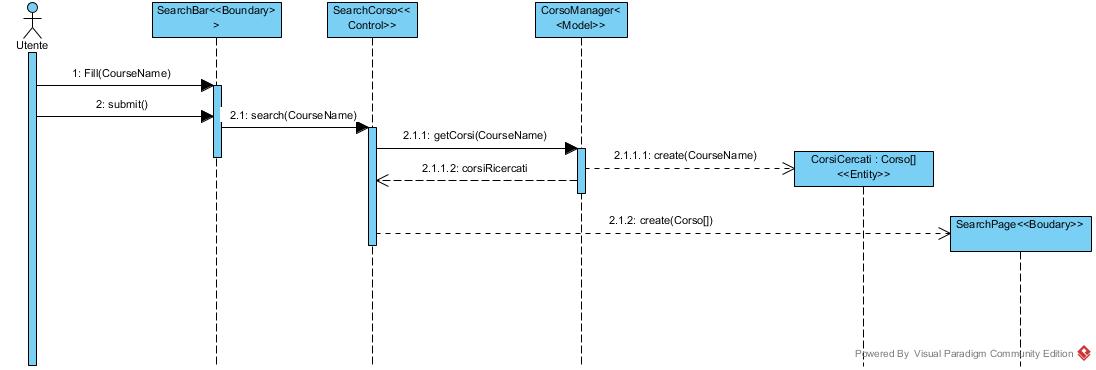 SearchBar<<Boundary>
>
SearchCorso<<
Control>>
CorsoManager<
<Model>>
Utente
1: Fill(CourseName)
2: submit()
2.1: search(CourseName)
2.1.1: getCorsi(CourseName)
2.1.1.1: create(CourseName)
CorsiCercati : Corso[]
<<Entity>>
2.1.1.2: corsiRicercati
2.1.2: create(Corso[])
SearchPage<<Boudary>>
Powered By Visual Paradigm Community Edition